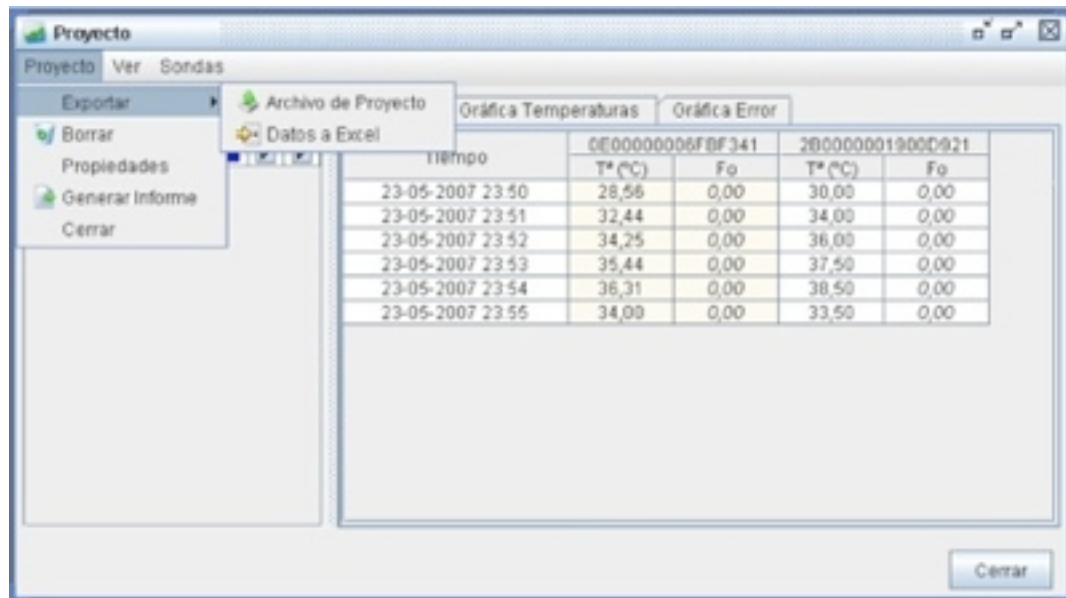 Proyecto
Proyecto Ver Sondas
Exportar
Borrar
Propiedades
Generar Informe
Cerrar
Archivo de Proyecto
Datos a Excel
Gráfica Temperaturas Gráfica Error
Tiempo 0E00000006FBF341 2B0000001900D921
Tª (ºC) Fo Tª (ºC) Fo
23-05-2007 23:50 28,56 0,00 30,00 0,00
23-05-2007 23:51 32,44 0,00 34,00 0,00
23-05-2007 23:52 34,25 0,00 36,00 0,00
23-05-2007 23:53 35,44 0,00 37,50 0,00
23-05-2007 23:54 36,31 0,00 38,50 0,00
23-05-2007 23:55 34,00 0,00 33,50 0,00
Cerrar